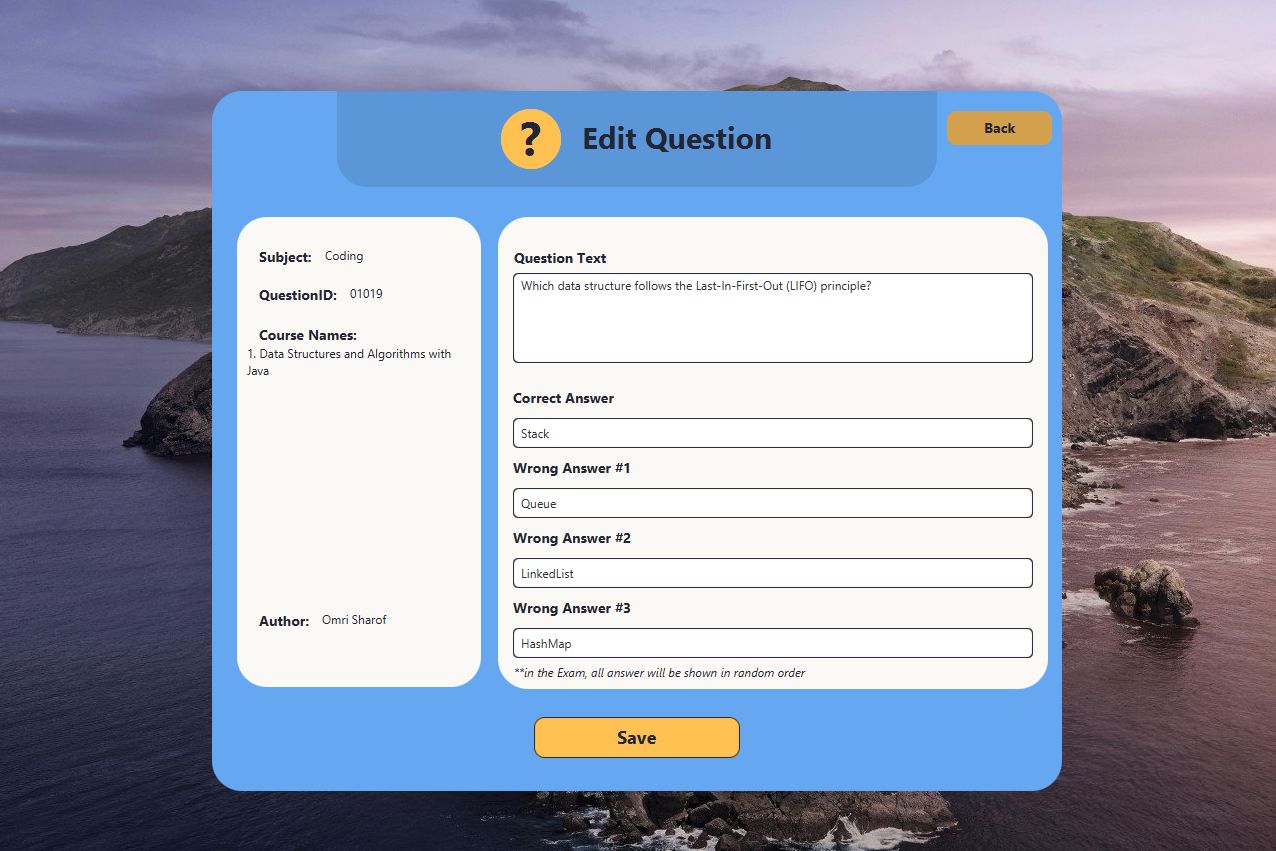 ?
Edit Question
Back
Subject: Coding
QuestionID: 01019
Course Names:
1. Data Structures and Algorithms with
Java
Author: Omri Sharof
Question Text
Which data structure follows the Last-In-First-Out (LIFO) principle?
Correct Answer
Stack
Wrong Answer #1
Queue
Wrong Answer #2
LinkedList
Wrong Answer #3
HashMap
**in the Exam, all answer will be shown in random order
Save